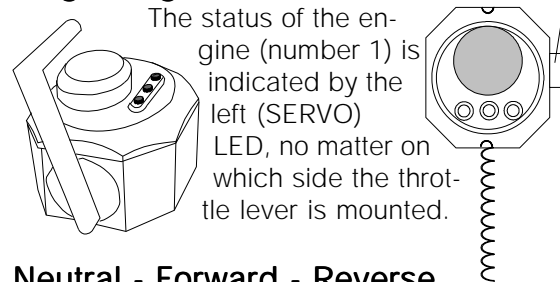 The status of the en-
gine (number 1) is
indicated by the
left (SERVO)
LED, no matter on
which side the throt-
tle lever is mounted.
Neutral - Forward - Reverse